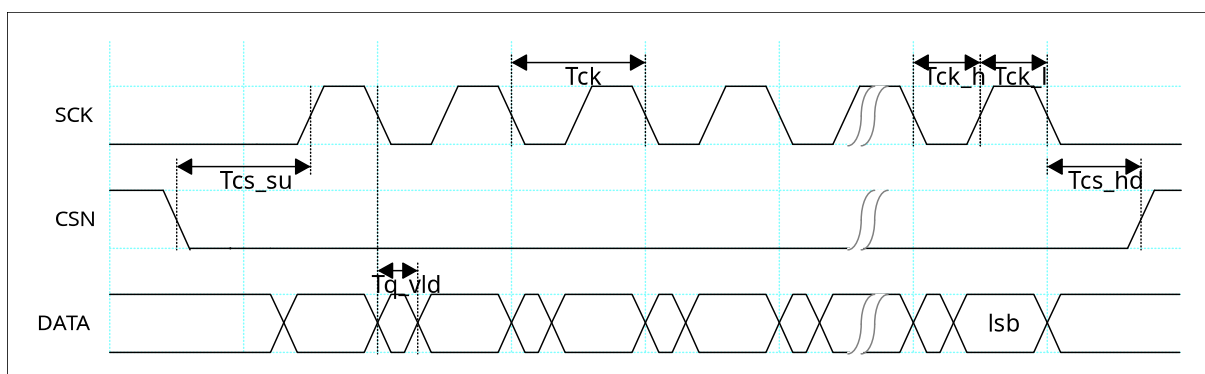 Tck
Tck_h
Tck_l
SCK
Tcs_su
Tcs_hd
CSN
Tq_vld
DATA
lsb